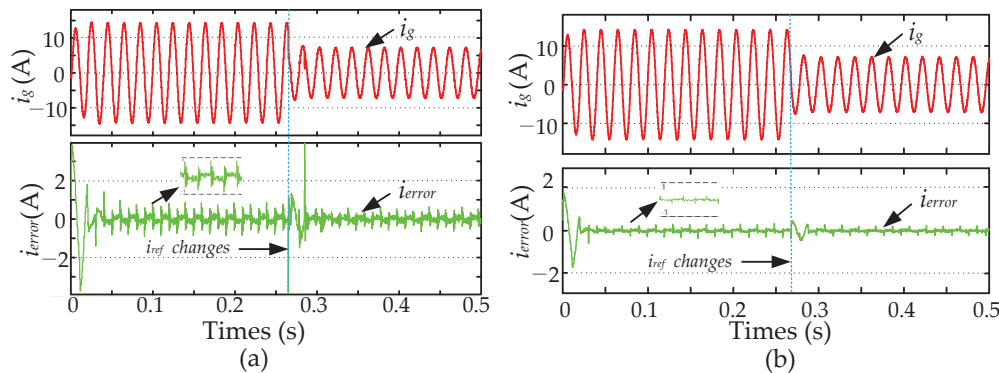 10
0
−10
i_g (A)
i_g
2
0
−2
i_error(A)
i_error
i_ref changes
0 0.1 0.2 0.3 0.4 0.5
Times (s)
(a)
10
0
−10
i_g (A)
i_g
2
0
−2
i_error(A)
1
-1
i_error
i_ref changes
0 0.1 0.2 0.3 0.4 0.5
Times (s)
(b)